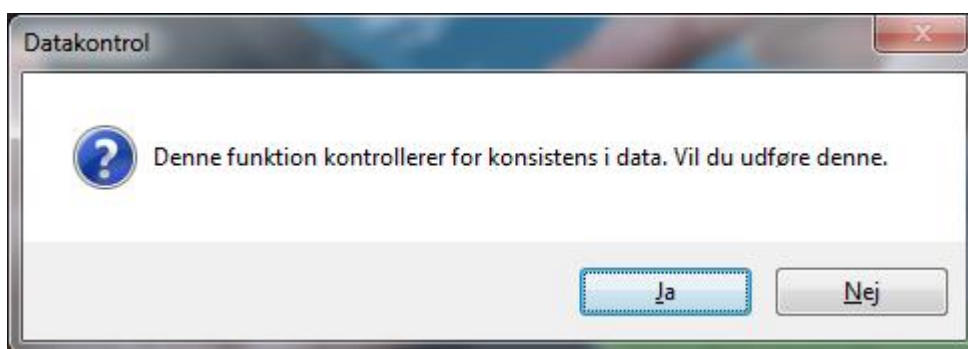 Datakontrol
Denne funktion kontrollerer for konsistens i data. Vil du udføre denne.
Ja
Nej